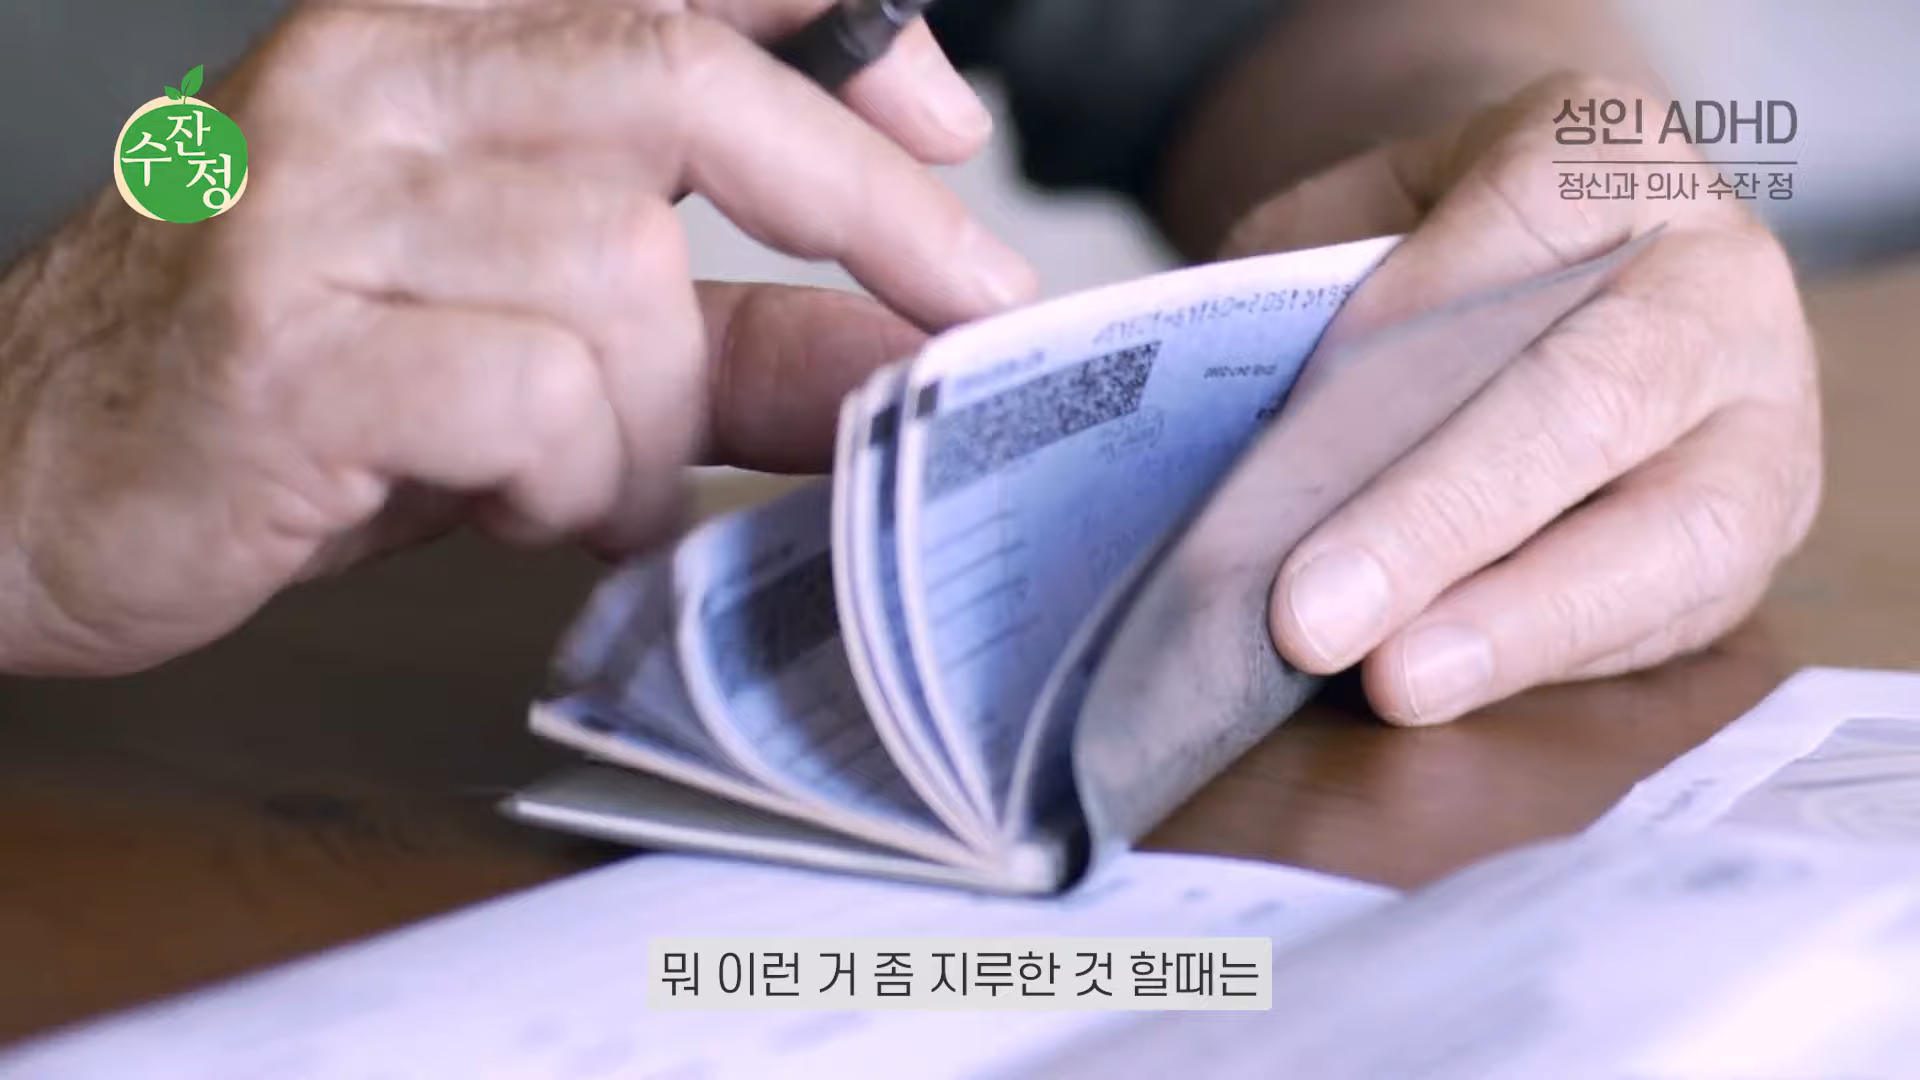 수잔정
성인 ADHD
정신과 의사 수잔 정
뭐 이런 거 좀 지루한 것 할때는